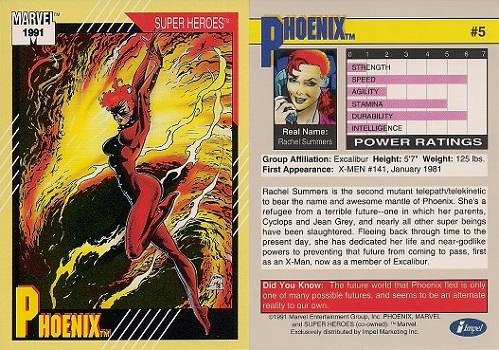 MARVEL™
1991
SUPER HEROES™
PHOENIX™
PHOENIX™
#5
0 1 2 3 4 5 6 7
STRENGTH
SPEED
AGILITY
STAMINA
DURABILITY
INTELLIGENCE
POWER RATINGS
Real Name:
Rachel Summers
Group Affiliation: Excalibur Height: 5'7" Weight: 125 lbs.
First Appearance: X-MEN #141, January 1981
Rachel Summers is the second mutant telepath/telekinetic
to bear the name and awesome mantle of Phoenix. She's a
refugee from a terrible future--one in which her parents,
Cyclops and Jean Grey, and nearly all other super beings
have been slaughtered. Fleeing back through time to the
present day, she has dedicated her life and near-godlike
powers to preventing that future from coming to pass, first
as an X-Man, now as a member of Excalibur.
Did You Know: The future world that Phoenix fled is only
one of many possible futures, and seems to be an alternate
reality to our own.
©1991 Marvel Entertainment Group, Inc. PHOENIX, MARVEL
and SUPER HEROES (co-owned): ™ Marvel.
Exclusively distributed by Impel Marketing Inc.
Impel